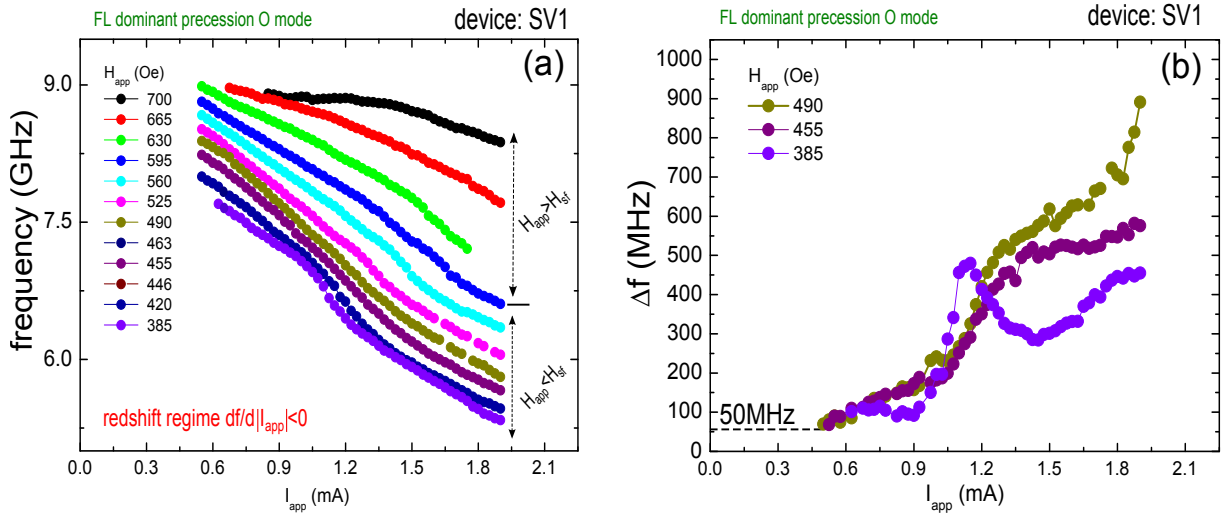 FL dominant precession O mode
device: SV1
(a)
H_app (Oe)
700
665
630
595
560
525
490
463
455
446
420
385
9.0
7.5
6.0
frequency (GHz)
H_app>H_sf
H_app<H_sf
redshift regime df/d|I_app|<0
0.0 0.3 0.6 0.9 1.2 1.5 1.8 2.1
I_app (mA)
FL dominant precession O mode
device: SV1
(b)
H_app (Oe)
490
455
385
1000
900
800
700
600
500
400
300
200
100
0
Δf (MHz)
50MHz
0.0 0.3 0.6 0.9 1.2 1.5 1.8 2.1
I_app (mA)